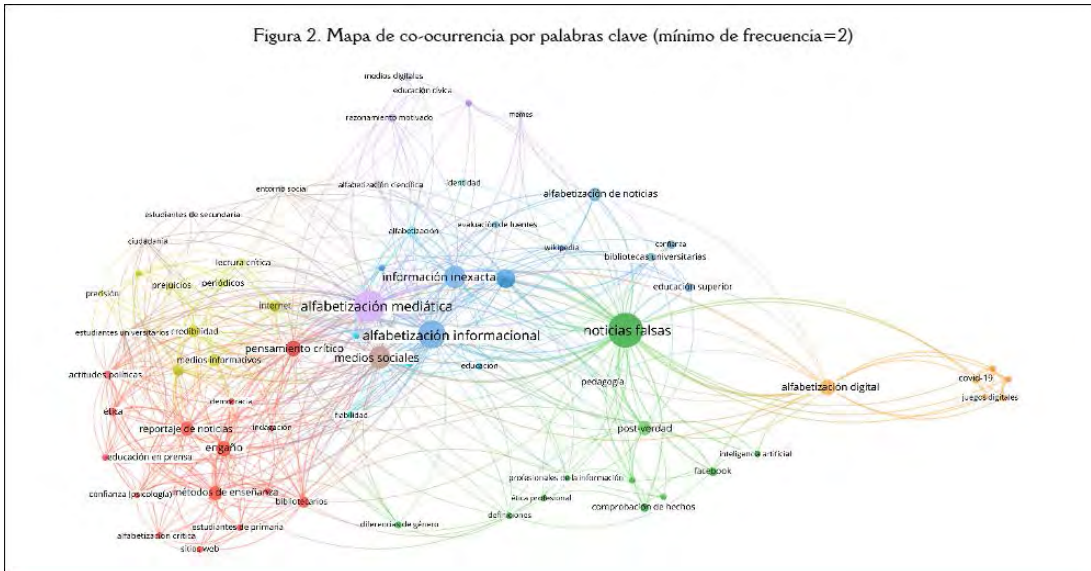 Figura 2. Mapa de co-ocurrencia por palabras clave (mínimo de frecuencia=2)
medios digitales
educación cívica
memes
razonamiento motivado
alfabetización científica
identidad
entorno social
alfabetización de noticias
estudiantes de secundaria
evaluación de fuentes
alfabetización
ciudadanía
wikipedia
confianza
bibliotecas universitarias
lectura crítica
información inexacta
prejuicios
periódicos
educación superior
precisión
internet
alfabetización mediática
estudiantes universitarios
credibilidad
noticias falsas
alfabetización informacional
pensamiento crítico
medios sociales
medios informativos
educación
actitudes políticas
pedagogía
covid-19
alfabetización digital
juegos digitales
democracia
ética
fiabilidad
reportaje de noticias
indagación
post-verdad
engaño
educación en prensa
inteligencia artificial
facebook
profesionales de la información
confianza (psicología)
métodos de enseñanza
bibliotecarios
ética profesional
comprobación de hechos
definiciones
diferencias de género
estudiantes de primaria
alfabetización crítica
sitios web